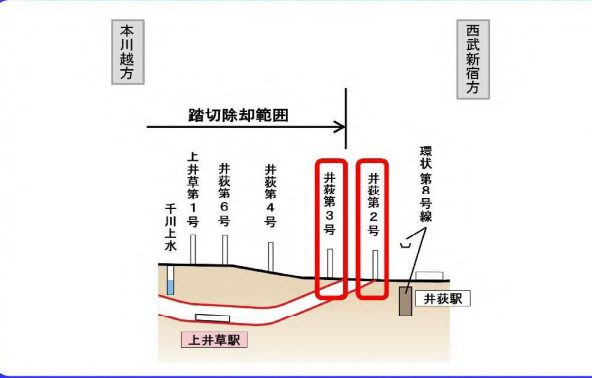 本川越方
西武新宿方
踏切除却範囲
千川上水
上井草第1号
井荻第6号
井荻第4号
井荻第3号
井荻第2号
環状第8号線
井荻駅
上井草駅